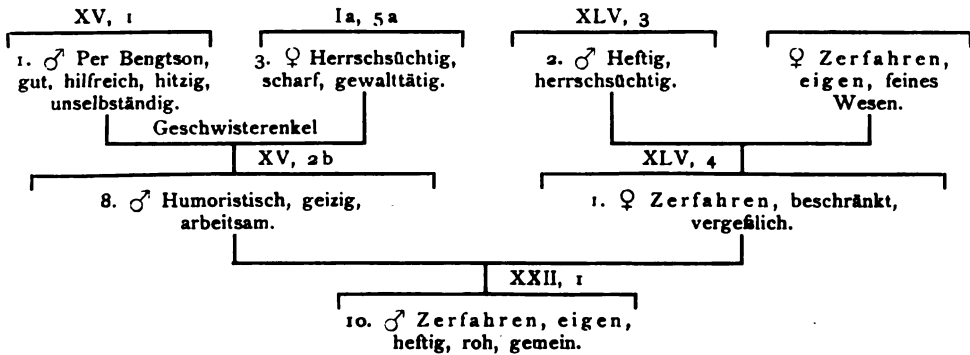 XV, 1
Ia, 5a
XLV, 3
1. ♂ Per Bengtson,
gut, hilfreich, hitzig,
unselbständig.
3. ♀ Herrschsüchtig,
scharf, gewalttätig.
2. ♂ Heftig,
herrschsüchtig.
♀ Zerfahren,
eigen, feines
Wesen.
Geschwisterenkel
XV, 2b
XLV, 4
8. ♂ Humoristisch, geizig,
arbeitsam.
1. ♀ Zerfahren, beschränkt,
vergeßlich.
XXII, 1
10. ♂ Zerfahren, eigen,
heftig, roh, gemein.